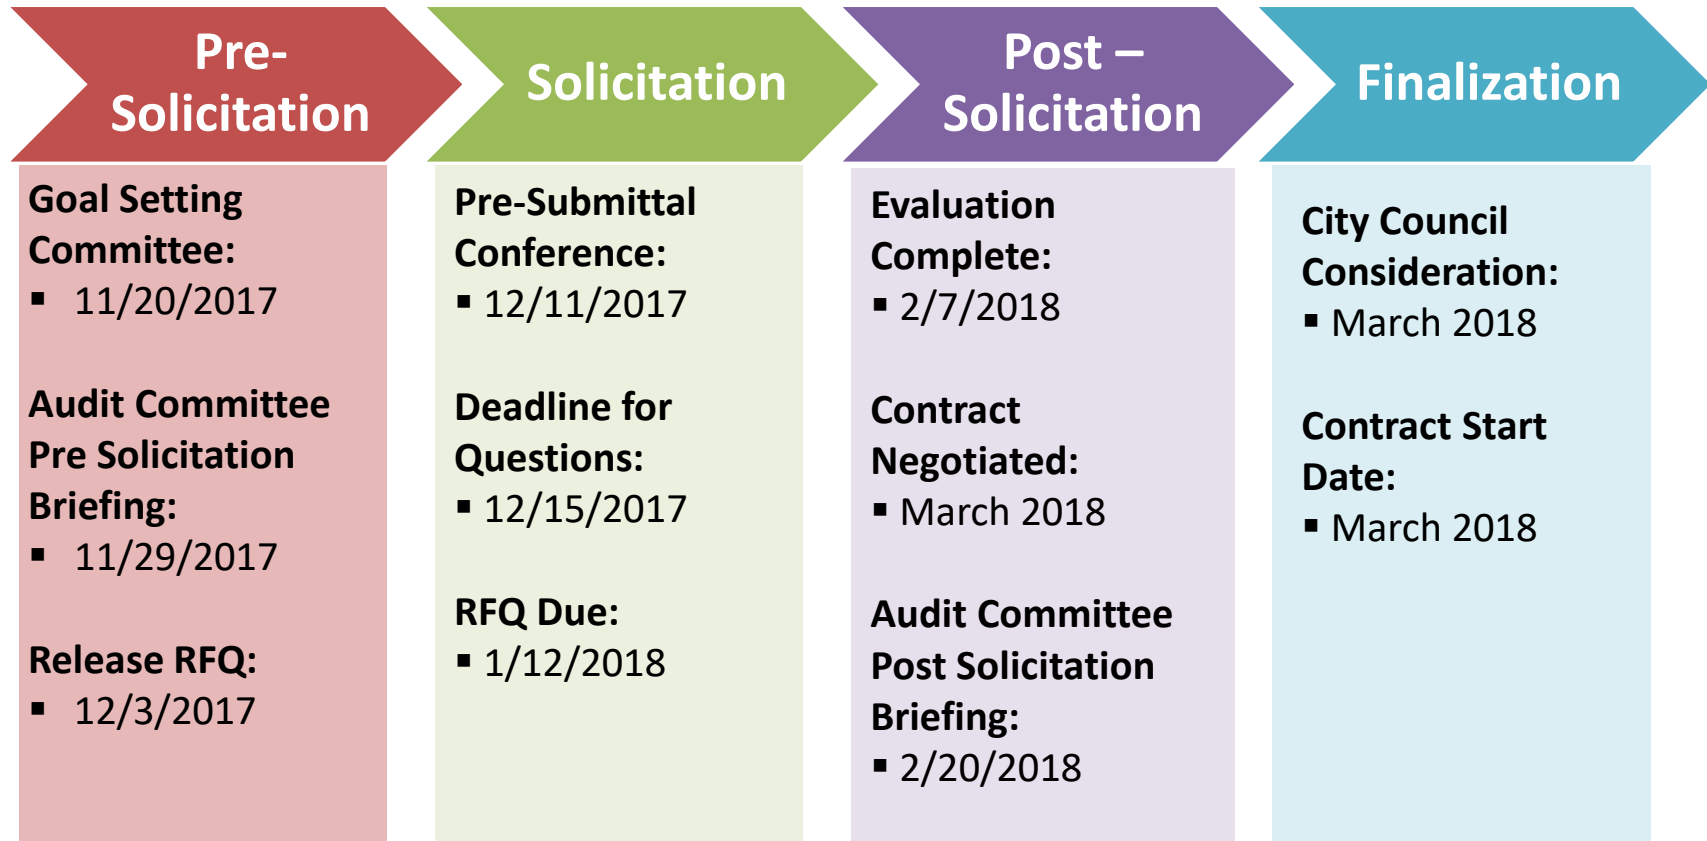 Pre-
Solicitation
Goal Setting
Committee:
▪ 11/20/2017
Audit Committee
Pre Solicitation
Briefing:
▪ 11/29/2017
Release RFQ:
▪ 12/3/2017
Solicitation
Pre-Submittal
Conference:
▪ 12/11/2017
Deadline for
Questions:
▪ 12/15/2017
RFQ Due:
▪ 1/12/2018
Post –
Solicitation
Evaluation
Complete:
▪ 2/7/2018
Contract
Negotiated:
▪ March 2018
Audit Committee
Post Solicitation
Briefing:
▪ 2/20/2018
Finalization
City Council
Consideration:
▪ March 2018
Contract Start
Date:
▪ March 2018